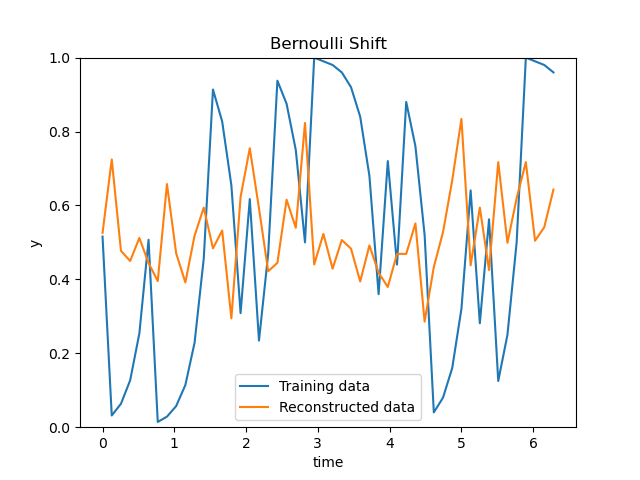 Bernoulli Shift
1.0
0.8
0.6
0.4
0.2
0.0
y
0 1 2 3 4 5 6
time
Training data
Reconstructed data